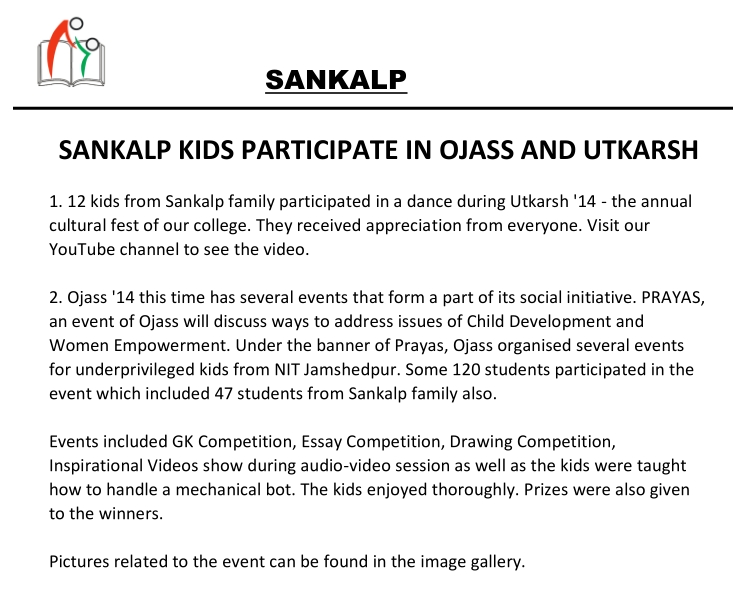 SANKALP
SANKALP KIDS PARTICIPATE IN OJASS AND UTKARSH
1. 12 kids from Sankalp family participated in a dance during Utkarsh '14 - the annual
cultural fest of our college. They received appreciation from everyone. Visit our
YouTube channel to see the video.
2. Ojass '14 this time has several events that form a part of its social initiative. PRAYAS,
an event of Ojass will discuss ways to address issues of Child Development and
Women Empowerment. Under the banner of Prayas, Ojass organised several events
for underprivileged kids from NIT Jamshedpur. Some 120 students participated in the
event which included 47 students from Sankalp family also.
Events included GK Competition, Essay Competition, Drawing Competition,
Inspirational Videos show during audio-video session as well as the kids were taught
how to handle a mechanical bot. The kids enjoyed thoroughly. Prizes were also given
to the winners.
Pictures related to the event can be found in the image gallery.